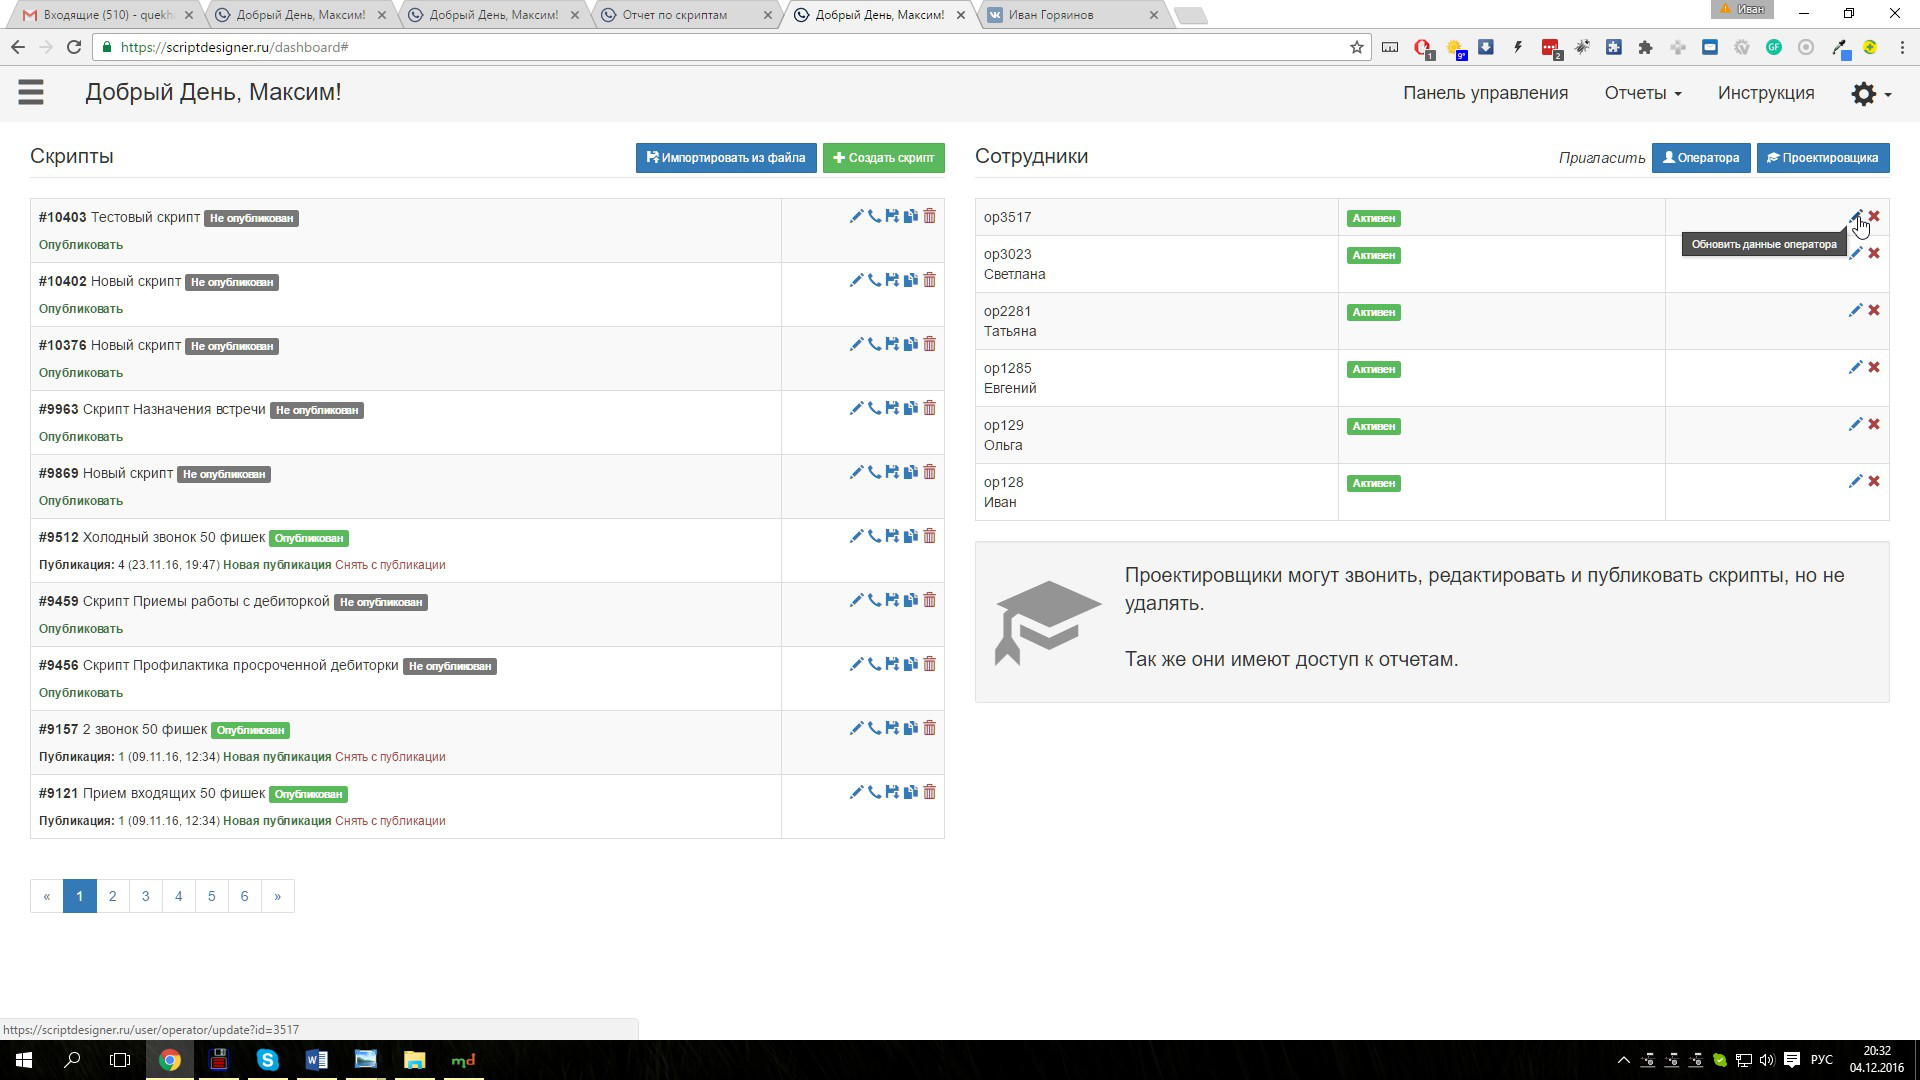 Входящие (510) - quekh
Добрый День, Максим!
Добрый День, Максим!
Отчет по скриптам
Добрый День, Максим!
Иван Горяинов
Иван
https://scriptdesigner.ru/dashboard#
1
9°
2
GF
Добрый День, Максим!
Панель управления
Отчеты
Инструкция
Скрипты
Импортировать из файла
Создать скрипт
#10403 Тестовый скрипт Не опубликован
Опубликовать
#10402 Новый скрипт Не опубликован
Опубликовать
#10376 Новый скрипт Не опубликован
Опубликовать
#9963 Скрипт Назначения встречи Не опубликован
Опубликовать
#9869 Новый скрипт Не опубликован
Опубликовать
#9512 Холодный звонок 50 фишек Опубликован
Публикация: 4 (23.11.16, 19:47) Новая публикация Снять с публикации
#9459 Скрипт Приемы работы с дебиторкой Не опубликован
Опубликовать
#9456 Скрипт Профилактика просроченной дебиторки Не опубликован
Опубликовать
#9157 2 звонок 50 фишек Опубликован
Публикация: 1 (09.11.16, 12:34) Новая публикация Снять с публикации
#9121 Прием входящих 50 фишек Опубликован
Публикация: 1 (09.11.16, 12:34) Новая публикация Снять с публикации
« 1 2 3 4 5 6 »
Сотрудники
Пригласить
Оператора
Проектировщика
op3517
Активен
Обновить данные оператора
op3023
Светлана
Активен
op2281
Татьяна
Активен
op1285
Евгений
Активен
op129
Ольга
Активен
op128
Иван
Активен
Проектировщики могут звонить, редактировать и публиковать скрипты, но не
удалять.
Так же они имеют доступ к отчетам.
https://scriptdesigner.ru/user/operator/update?id=3517
md
РУС
20:32
04.12.2016